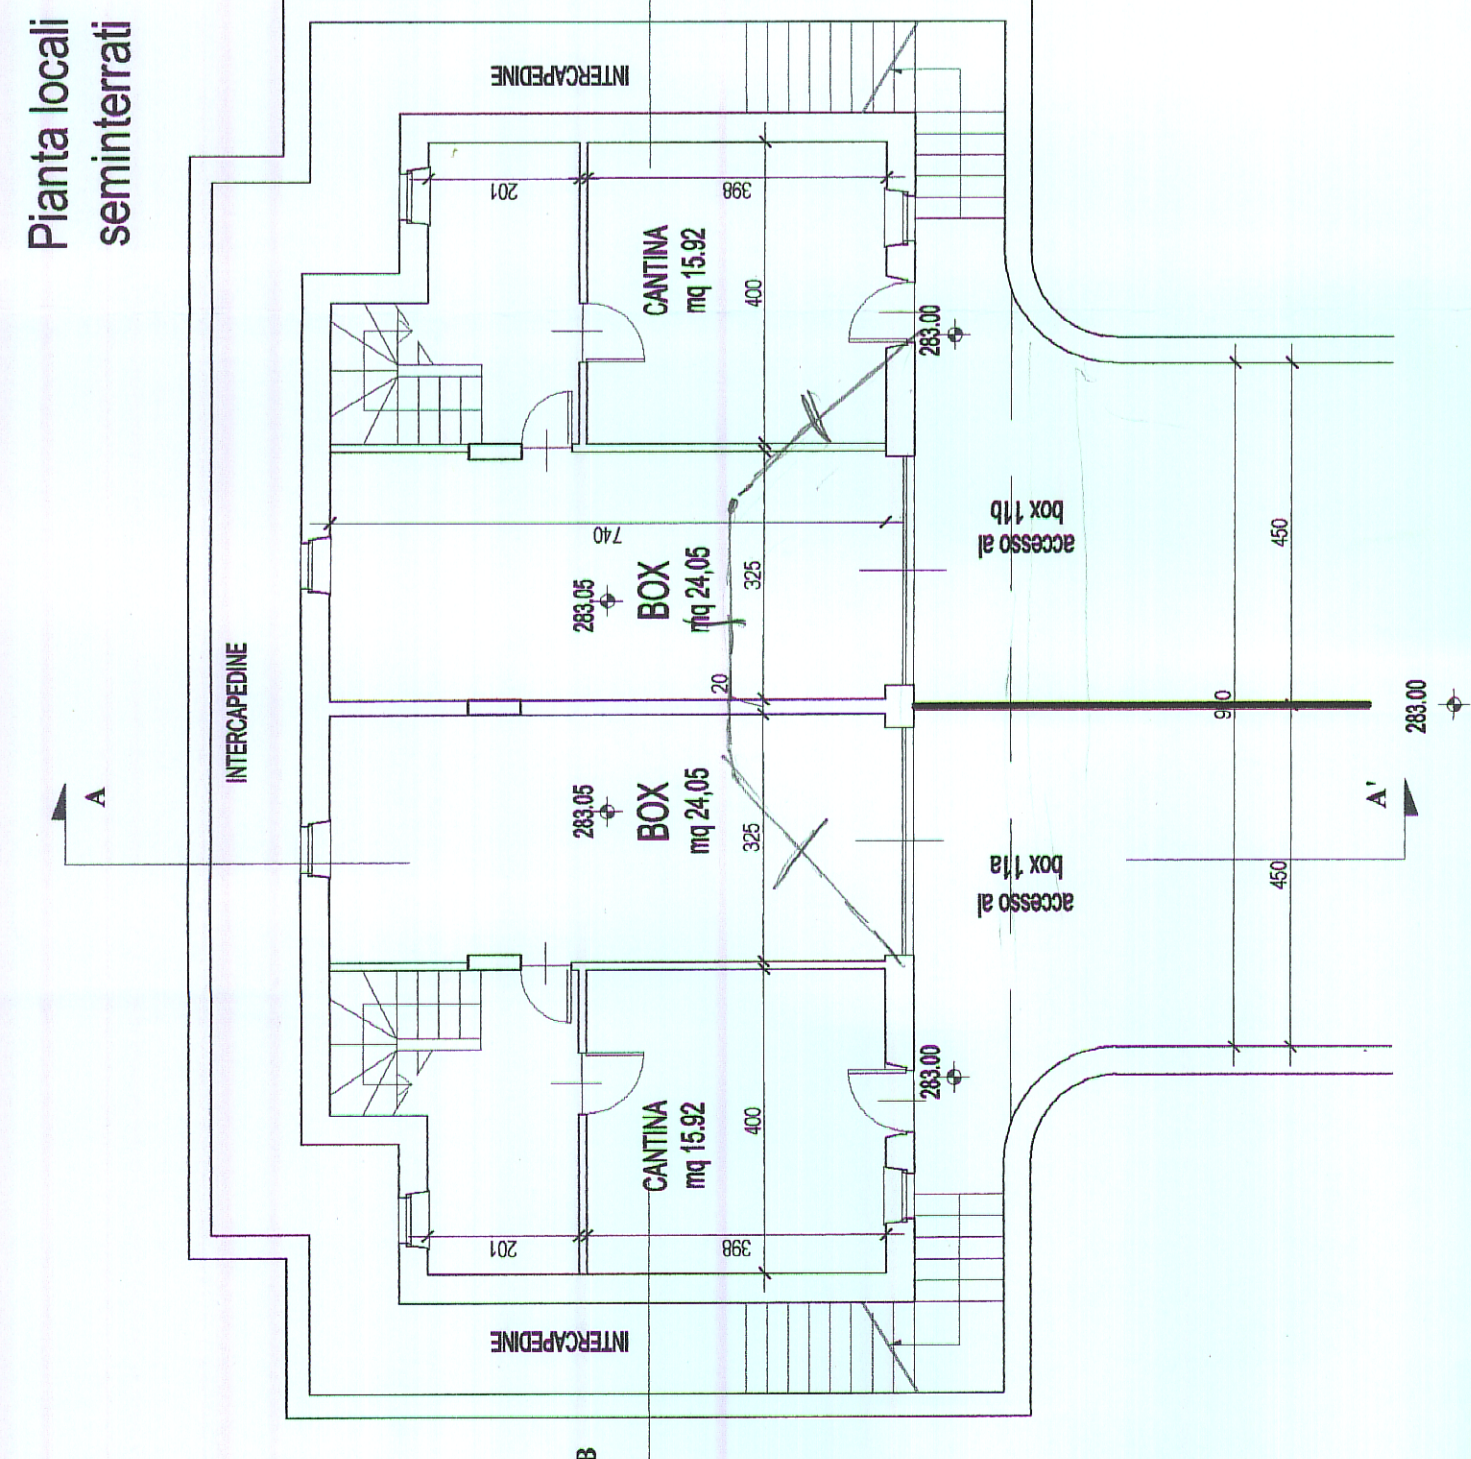 Pianta locali
seminterrati
INTERCAPEDINE
201
398
CANTINA
mq 15.92
400
283.00
740
283.05
BOX
mq 24,05
325
accesso al
box 11b
450
INTERCAPEDINE
20
283.00
A
A'
283.05
BOX
mq 24,05
325
accesso al
box 11a
450
283.00
CANTINA
mq 15.92
400
201
398
INTERCAPEDINE
B